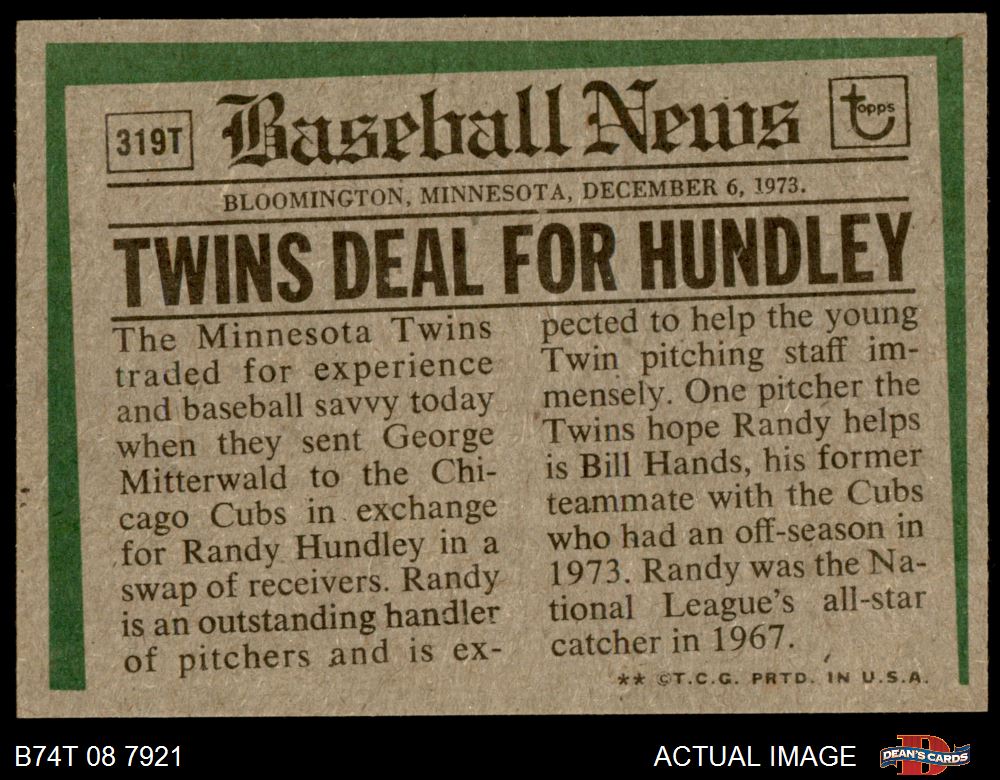 319T
Baseball News
topps
BLOOMINGTON, MINNESOTA, DECEMBER 6, 1973.
TWINS DEAL FOR HUNDLEY
The Minnesota Twins
traded for experience
and baseball savvy today
when they sent George
Mitterwald to the Chi-
cago Cubs in exchange
for Randy Hundley in a
swap of receivers. Randy
is an outstanding handler
of pitchers and is ex-
pected to help the young
Twin pitching staff im-
mensely. One pitcher the
Twins hope Randy helps
is Bill Hands, his former
teammate with the Cubs
who had an off-season in
1973. Randy was the Na-
tional League's all-star
catcher in 1967.
** ©T.C.G. PRTD. IN U.S.A.
B74T 08 7921
ACTUAL IMAGE
DEAN'S CARDS